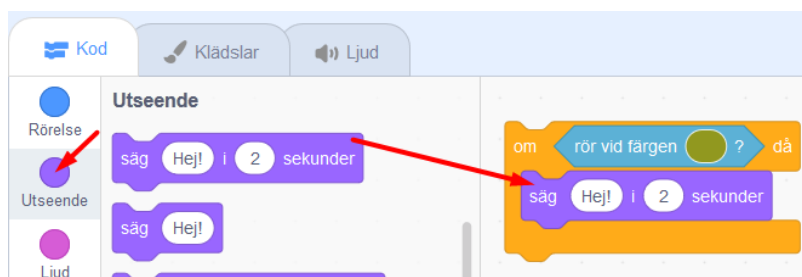 Kod
Klädslar
Ljud
Rörelse
Utseende
Ljud
Utseende
säg Hej! i 2 sekunder
säg Hej!
om rör vid färgen ? då
säg Hej! i 2 sekunder